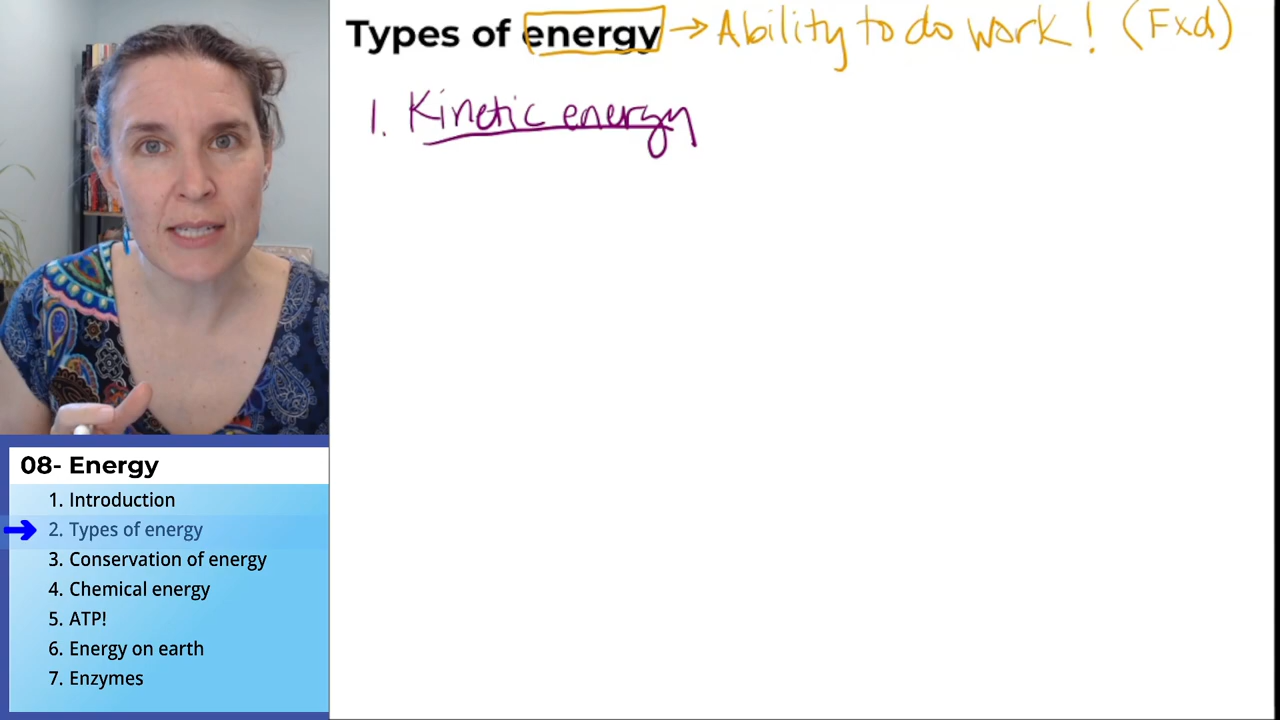 Types of energy → Ability to do work! (Fxd)
1. Kinetic energy
08- Energy
1. Introduction
2. Types of energy
3. Conservation of energy
4. Chemical energy
5. ATP!
6. Energy on earth
7. Enzymes